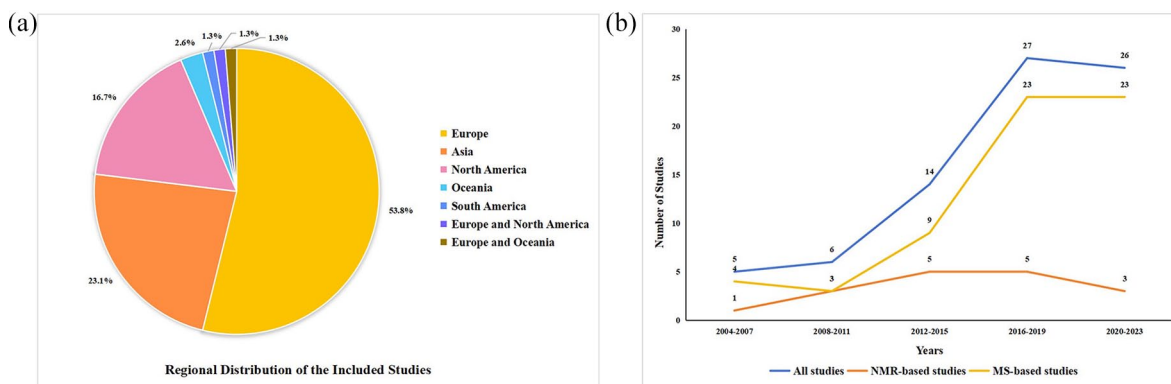 (a)
1.3%
1.3%
1.3%
2.6%
16.7%
53.8%
23.1%
Europe
Asia
North America
Oceania
South America
Europe and North America
Europe and Oceania
Regional Distribution of the Included Studies
(b)
Number of Studies
30
25
20
15
10
5
0
5
4
1
6
3
14
9
5
27
23
5
26
23
3
2004-2007 2008-2011 2012-2015 2016-2019 2020-2023
Years
All studies NMR-based studies MS-based studies